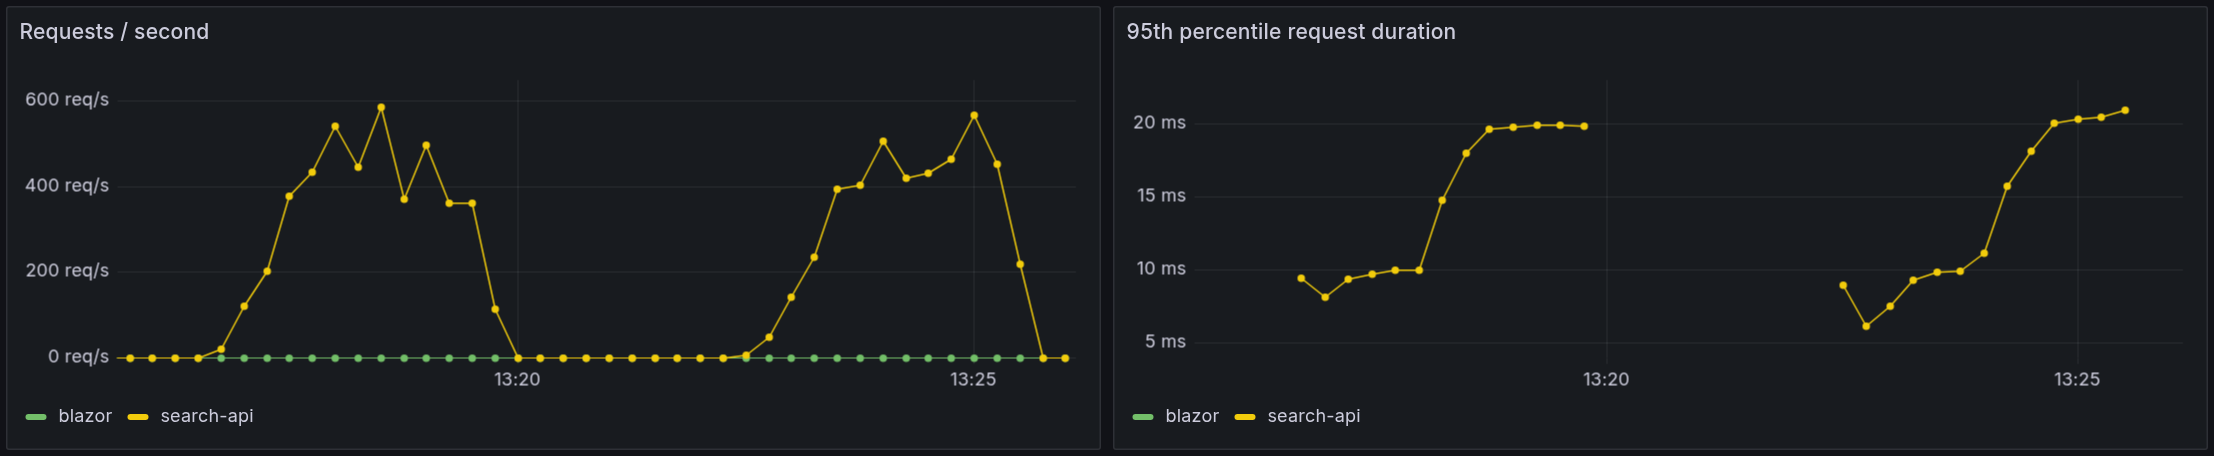 Requests / second
600 req/s
400 req/s
200 req/s
0 req/s
13:20 13:25
blazor search-api
95th percentile request duration
20 ms
15 ms
10 ms
5 ms
13:20 13:25
blazor search-api